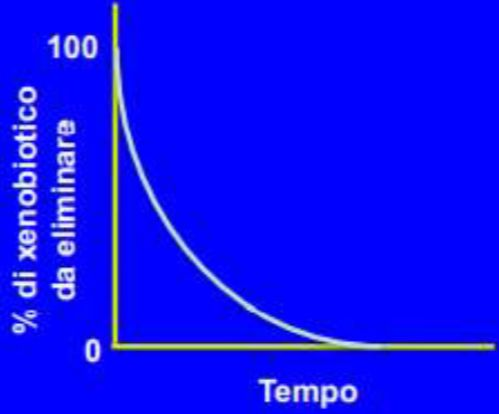 100
% di xenobiotico
da eliminare
0
Tempo